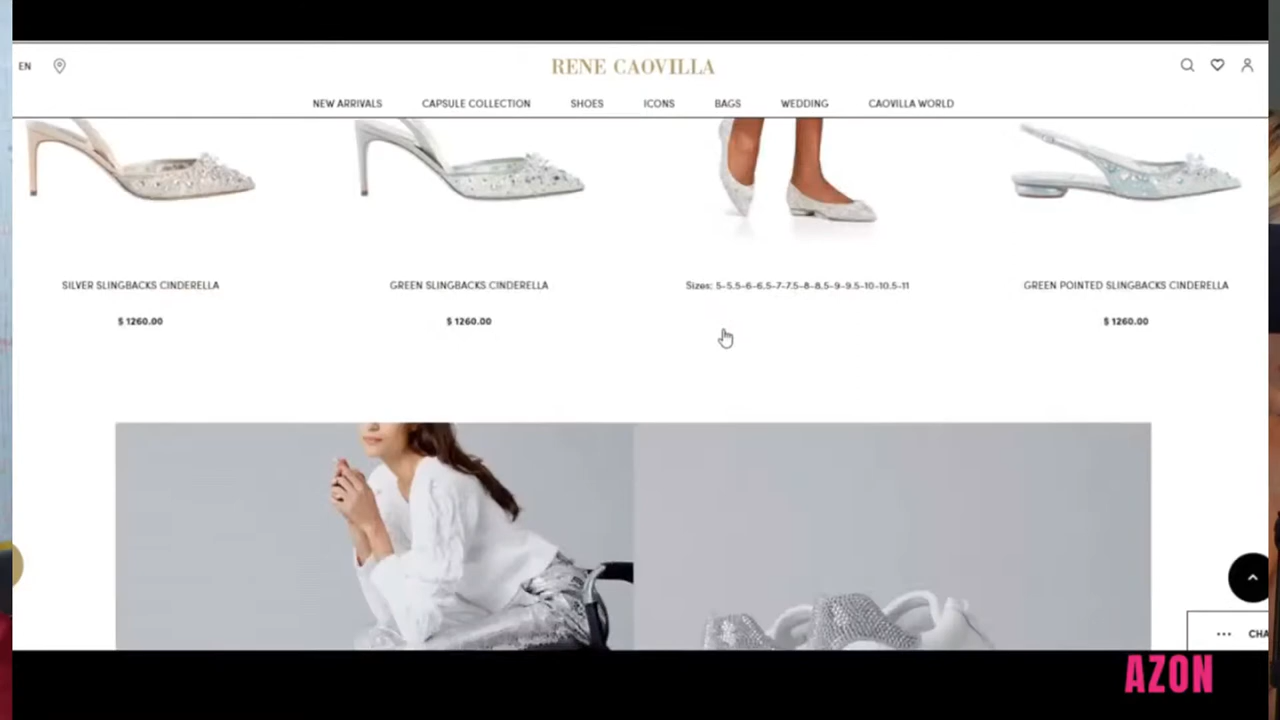 EN
RENE CAOVILLA
NEW ARRIVALS CAPSULE COLLECTION SHOES ICONS BAGS WEDDING CAOVILLA WORLD
SILVER SLINGBACKS CINDERELLA
$ 1260.00
GREEN SLINGBACKS CINDERELLA
$ 1260.00
Sizes: 5-5.5-6-6.5-7-7.5-8-8.5-9-9.5-10-10.5-11
GREEN POINTED SLINGBACKS CINDERELLA
$ 1260.00
CHA
AZON